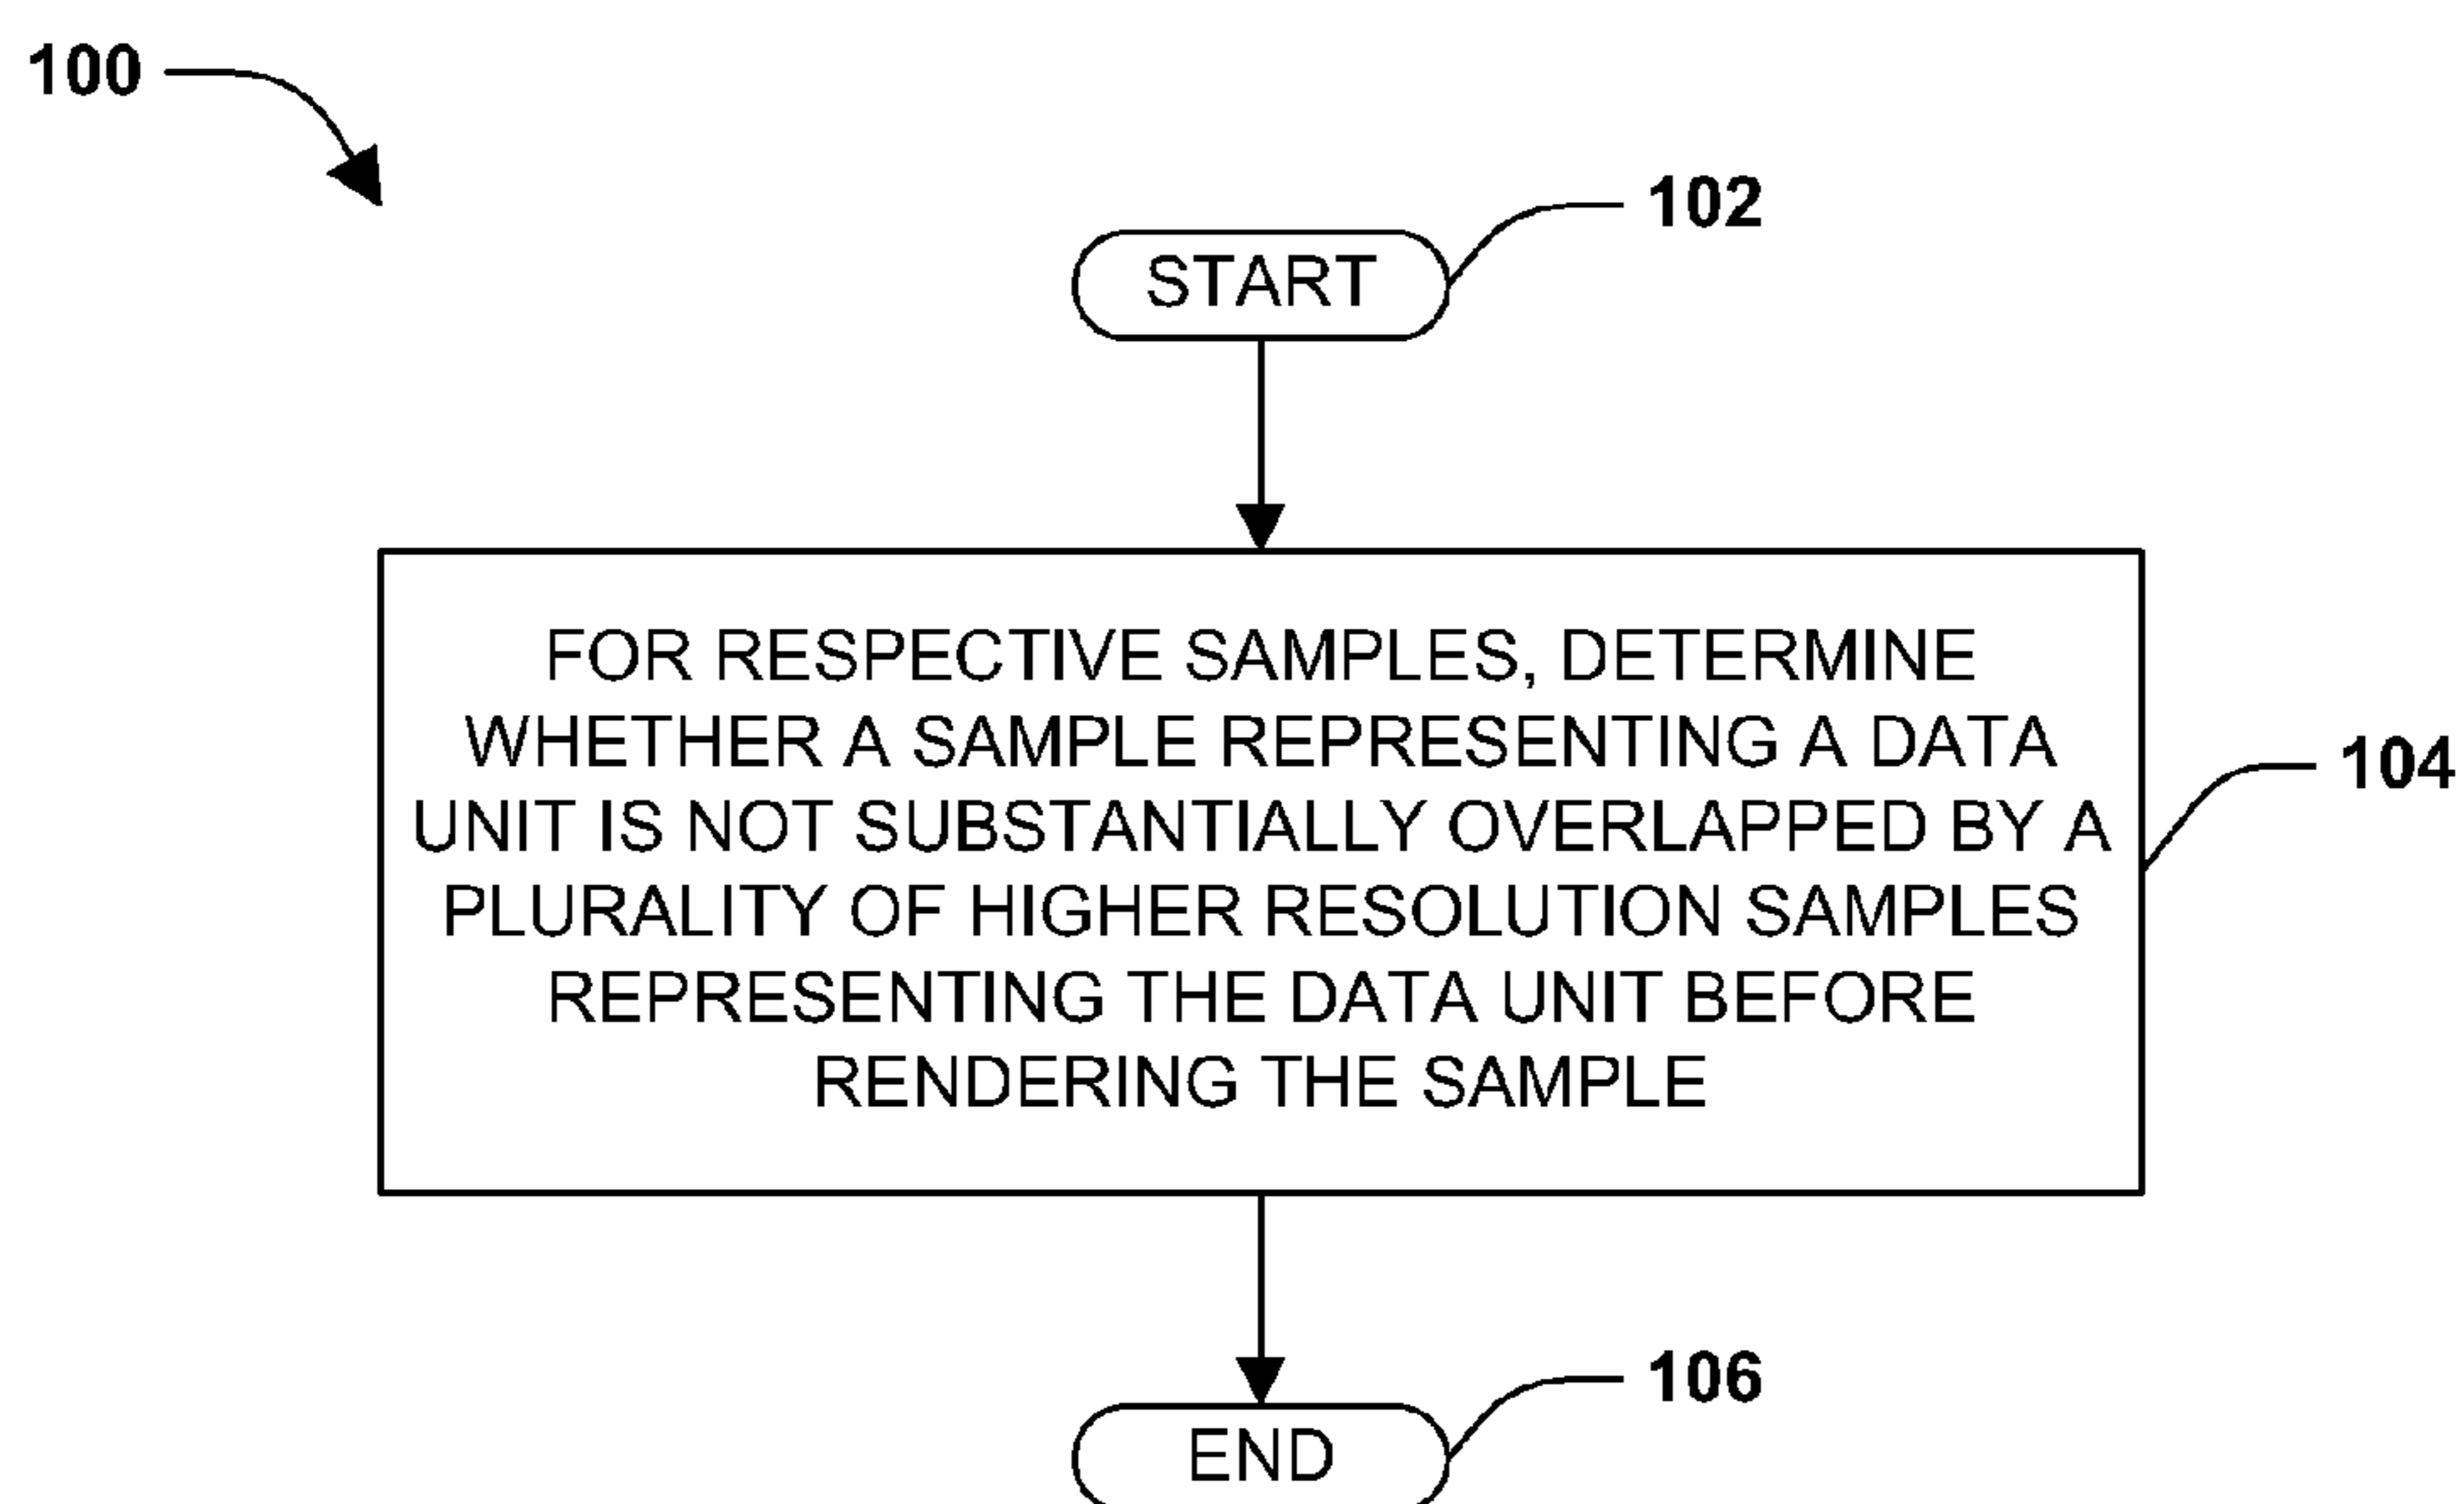 100
102
START
FOR RESPECTIVE SAMPLES, DETERMINE
WHETHER A SAMPLE REPRESENTING A DATA
UNIT IS NOT SUBSTANTIALLY OVERLAPPED BY A
PLURALITY OF HIGHER RESOLUTION SAMPLES
REPRESENTING THE DATA UNIT BEFORE
RENDERING THE SAMPLE
104
106
END